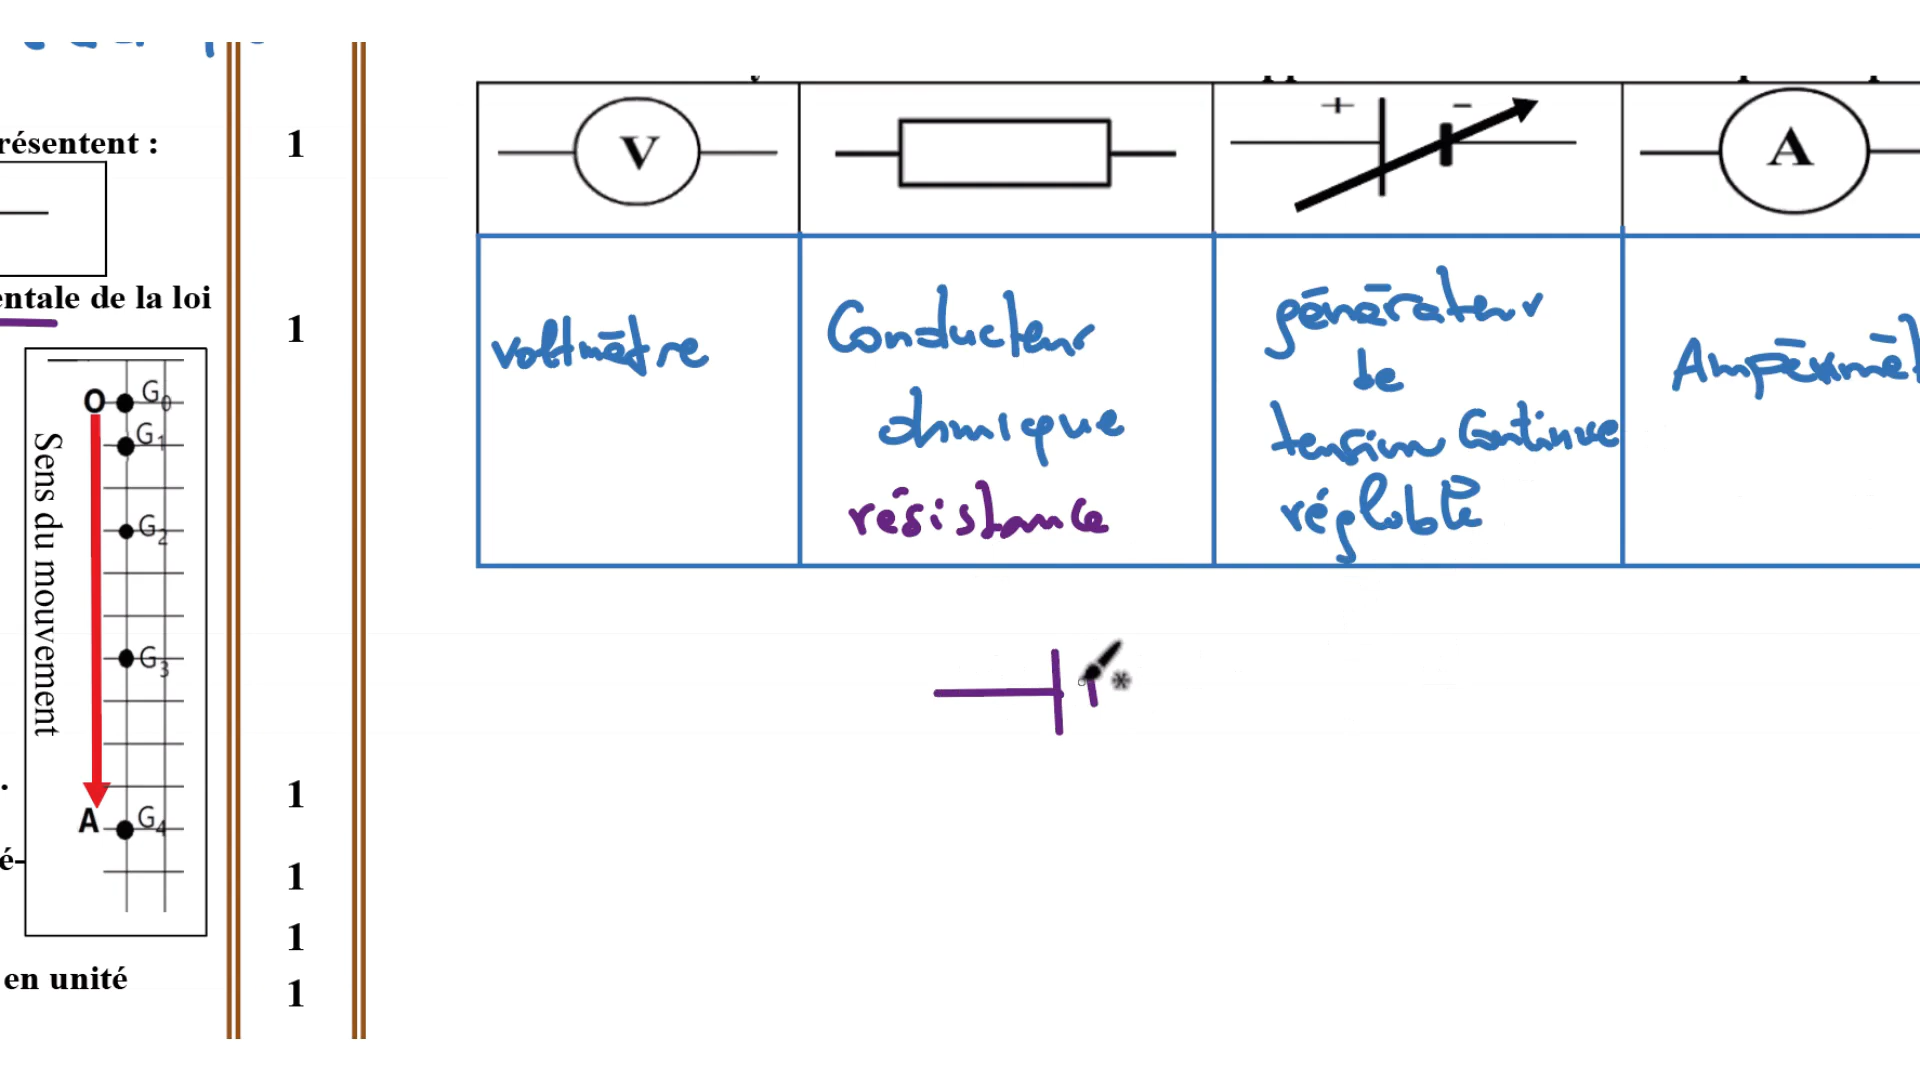 résentent :
entale de la loi
O G0
G1
G2
G3
A G4
Sens du mouvement
.
é-
en unité
1
1
1
1
1
1
V
+ -
A
voltmètre
Conducteur
ohmique
résistance
générateur
de
tension Continue
réglable